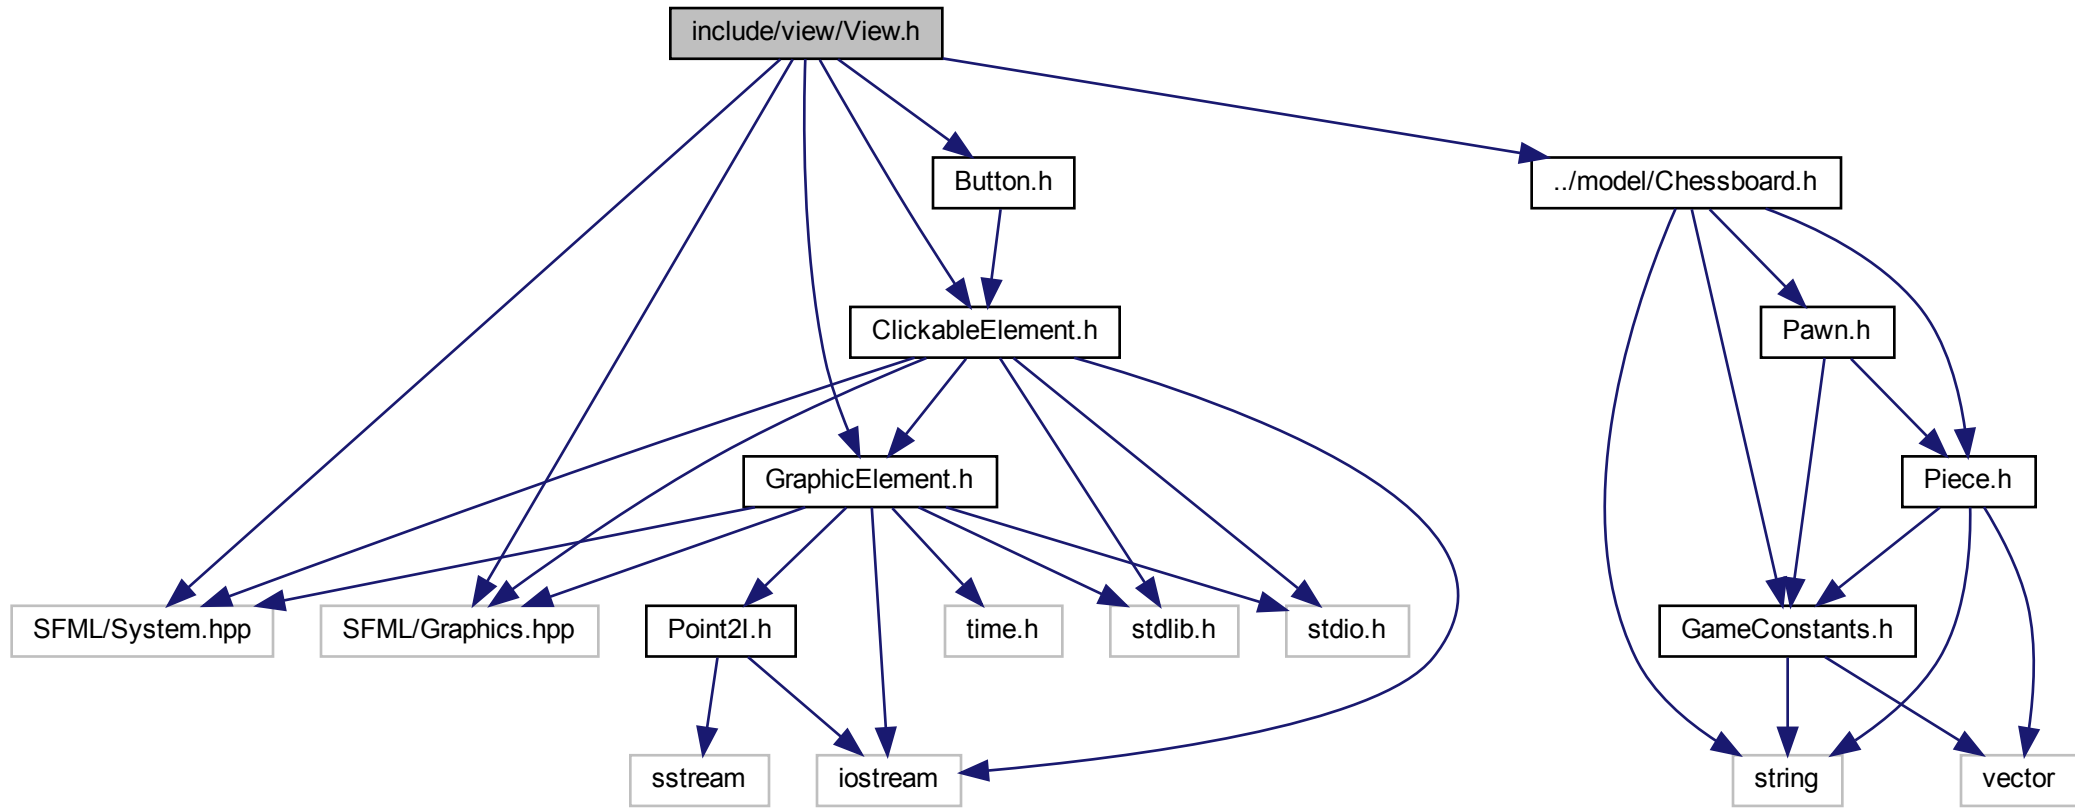 include/view/View.h
Button.h
../model/Chessboard.h
ClickableElement.h
Pawn.h
GraphicElement.h
Piece.h
SFML/System.hpp
SFML/Graphics.hpp
Point2I.h
time.h
stdlib.h
stdio.h
GameConstants.h
sstream
iostream
string
vector